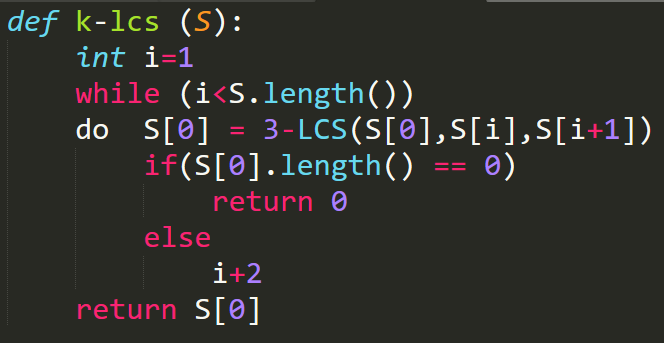 def k-lcs (S):
    int i=1
    while (i<S.length())
    do  S[0] = 3-LCS(S[0],S[i],S[i+1])
        if(S[0].length() == 0)
            return 0
        else
            i+2
    return S[0]